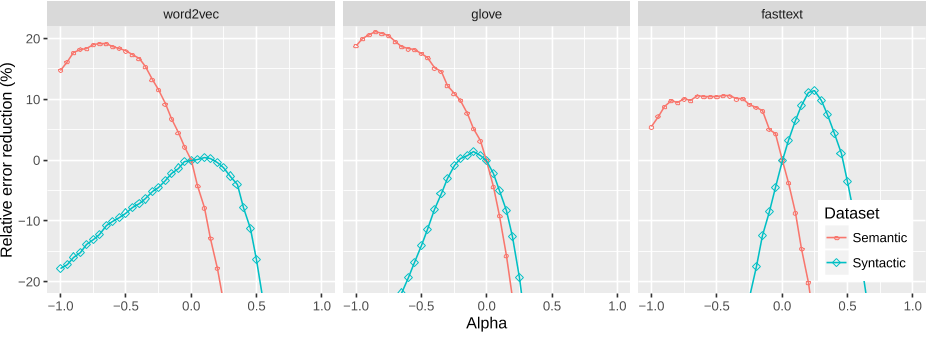 word2vec glove fasttext
Relative error reduction (%)
20
10
0
−10
−20
−1.0 −0.5 0.0 0.5 1.0 −1.0 −0.5 0.0 0.5 1.0 −1.0 −0.5 0.0 0.5 1.0
Alpha
Dataset
Semantic
Syntactic